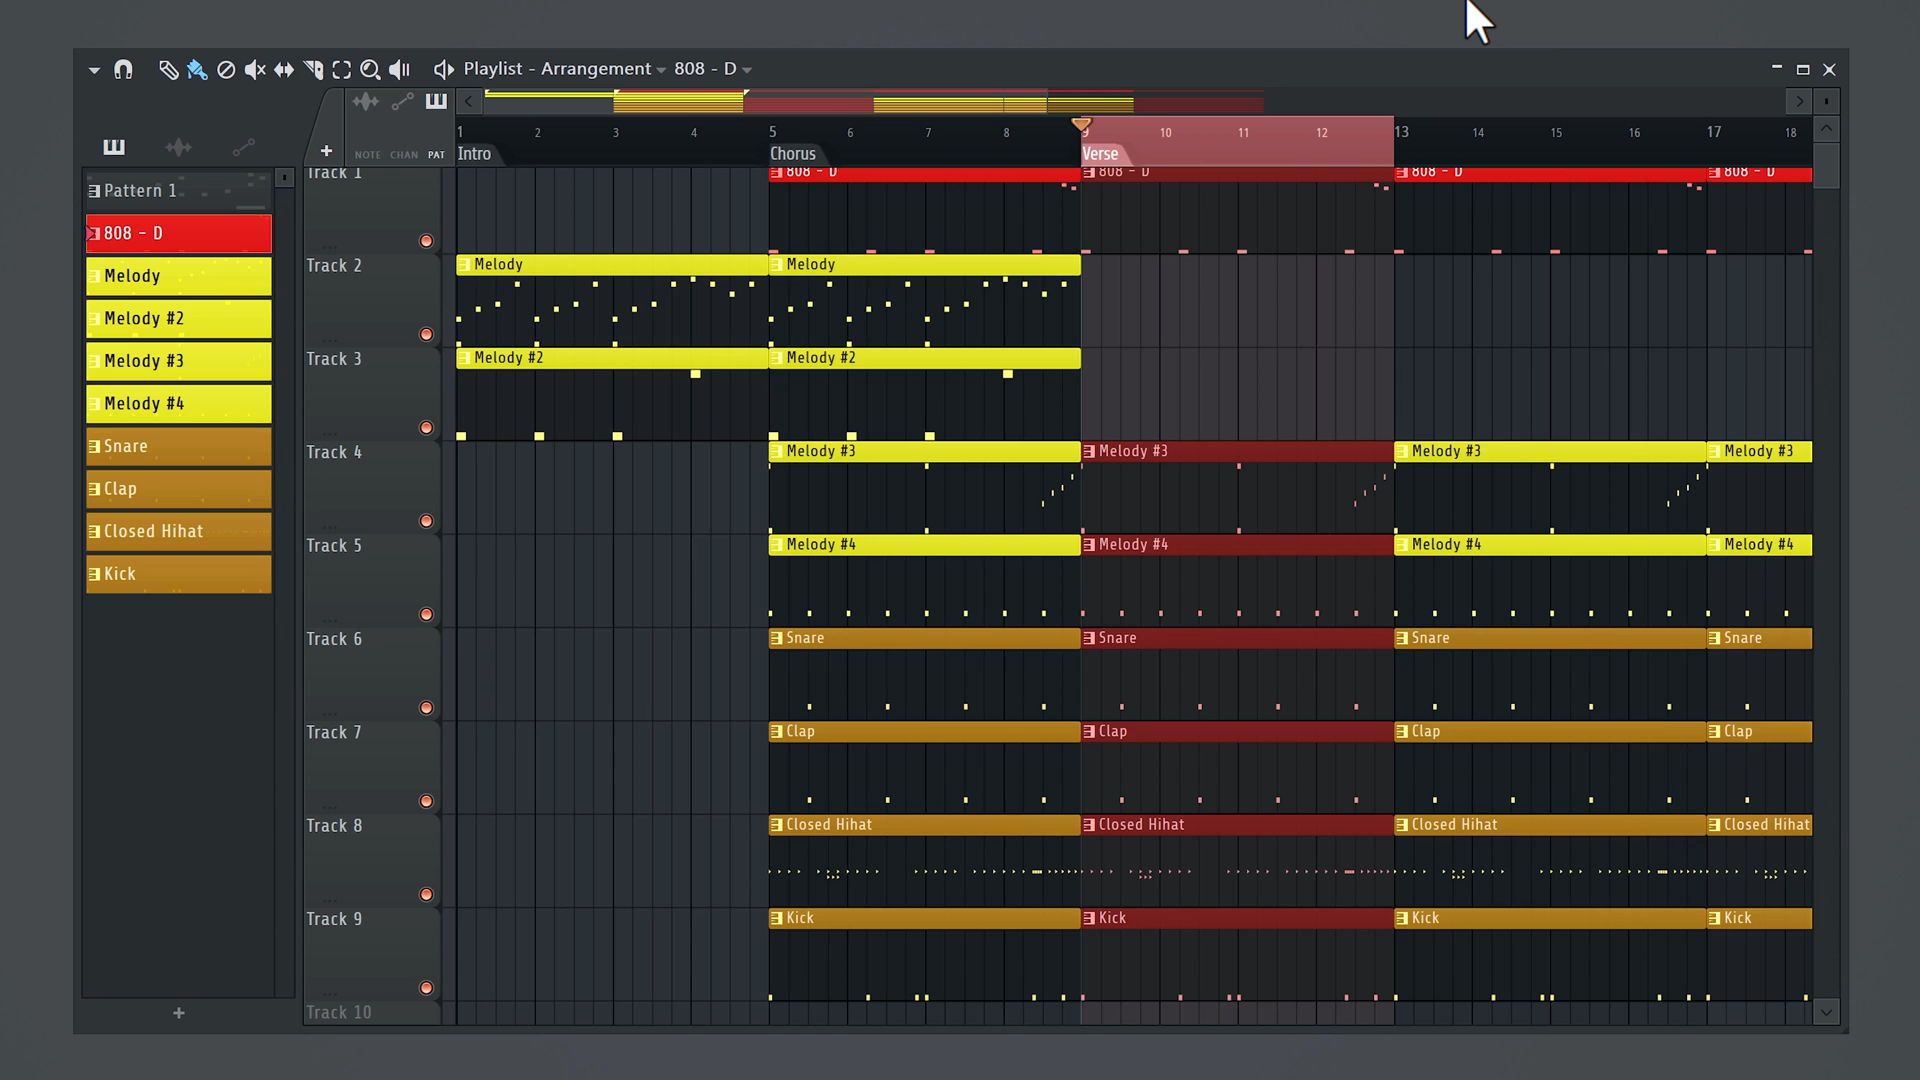 Playlist - Arrangement 808 - D
NOTE CHAN PAT
1 2 3 4 5 6 7 8 9 10 11 12 13 14 15 16 17 18
Intro Chorus Verse
Pattern 1
808 - D
Melody
Melody #2
Melody #3
Melody #4
Snare
Clap
Closed Hihat
Kick
Track 1 808 - D 808 - D 808 - D 808 - D
Track 2 Melody Melody
Track 3 Melody #2 Melody #2
Track 4 Melody #3 Melody #3 Melody #3 Melody #3
Track 5 Melody #4 Melody #4 Melody #4 Melody #4
Track 6 Snare Snare Snare Snare
Track 7 Clap Clap Clap Clap
Track 8 Closed Hihat Closed Hihat Closed Hihat Closed Hihat
Track 9 Kick Kick Kick Kick
Track 10